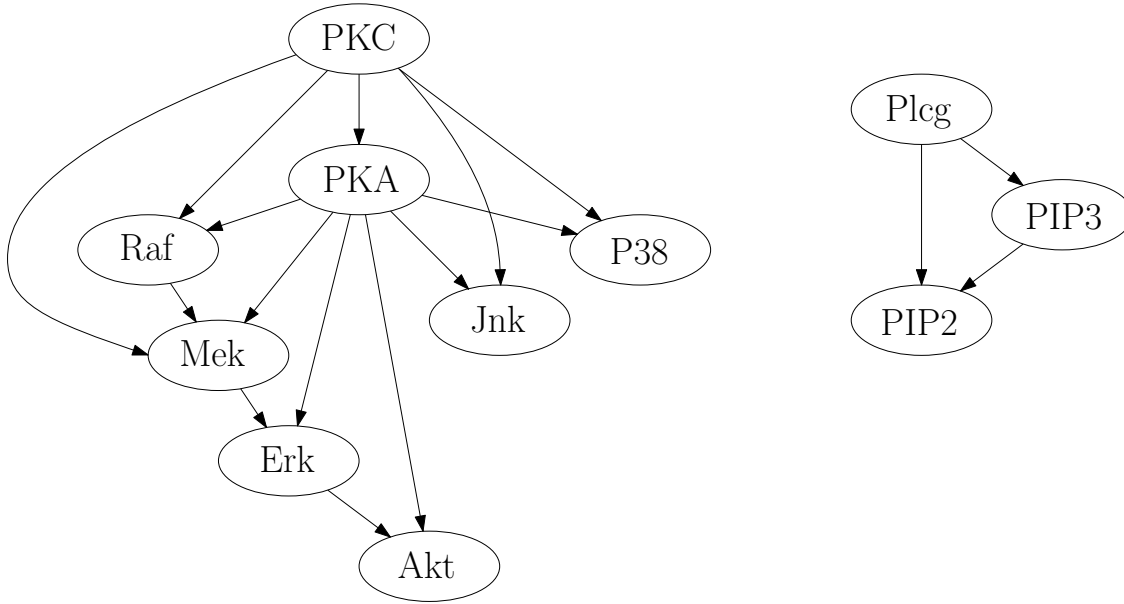 PKC
Plcg
PKA
PIP3
Raf
P38
Jnk
PIP2
Mek
Erk
Akt